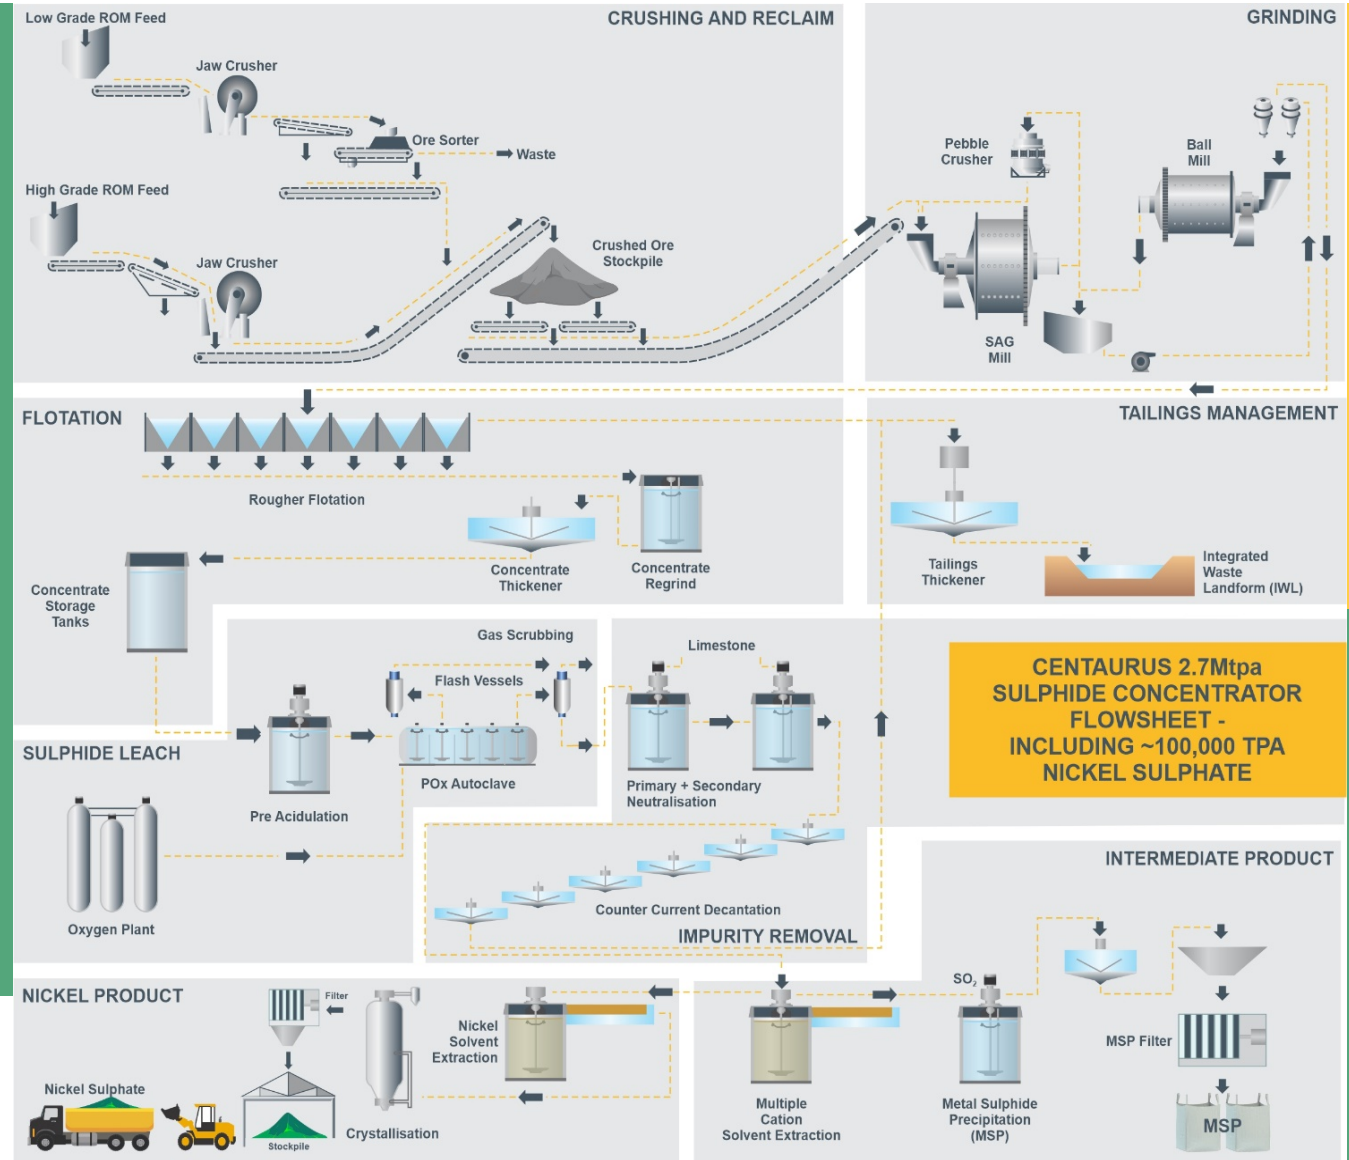 CRUSHING AND RECLAIM
Low Grade ROM Feed
Jaw Crusher
Ore Sorter
Waste
High Grade ROM Feed
Jaw Crusher
Crushed Ore
Stockpile
GRINDING
Pebble
Crusher
Ball
Mill
SAG
Mill
FLOTATION
Rougher Flotation
Concentrate
Thickener
Concentrate
Regrind
Concentrate
Storage
Tanks
TAILINGS MANAGEMENT
Tailings
Thickener
Integrated
Waste
Landform (IWL)
CENTAURUS 2.7Mtpa
SULPHIDE CONCENTRATOR
FLOWSHEET -
INCLUDING ~100,000 TPA
NICKEL SULPHATE
SULPHIDE LEACH
Gas Scrubbing
Flash Vessels
POx Autoclave
Pre Acidulation
Oxygen Plant
Limestone
Primary + Secondary
Neutralisation
Counter Current Decantation
IMPURITY REMOVAL
INTERMEDIATE PRODUCT
SO2
MSP Filter
Multiple
Cation
Solvent Extraction
Metal Sulphide
Precipitation
(MSP)
MSP
NICKEL PRODUCT
Filter
Nickel
Solvent
Extraction
Nickel Sulphate
Stockpile
Crystallisation